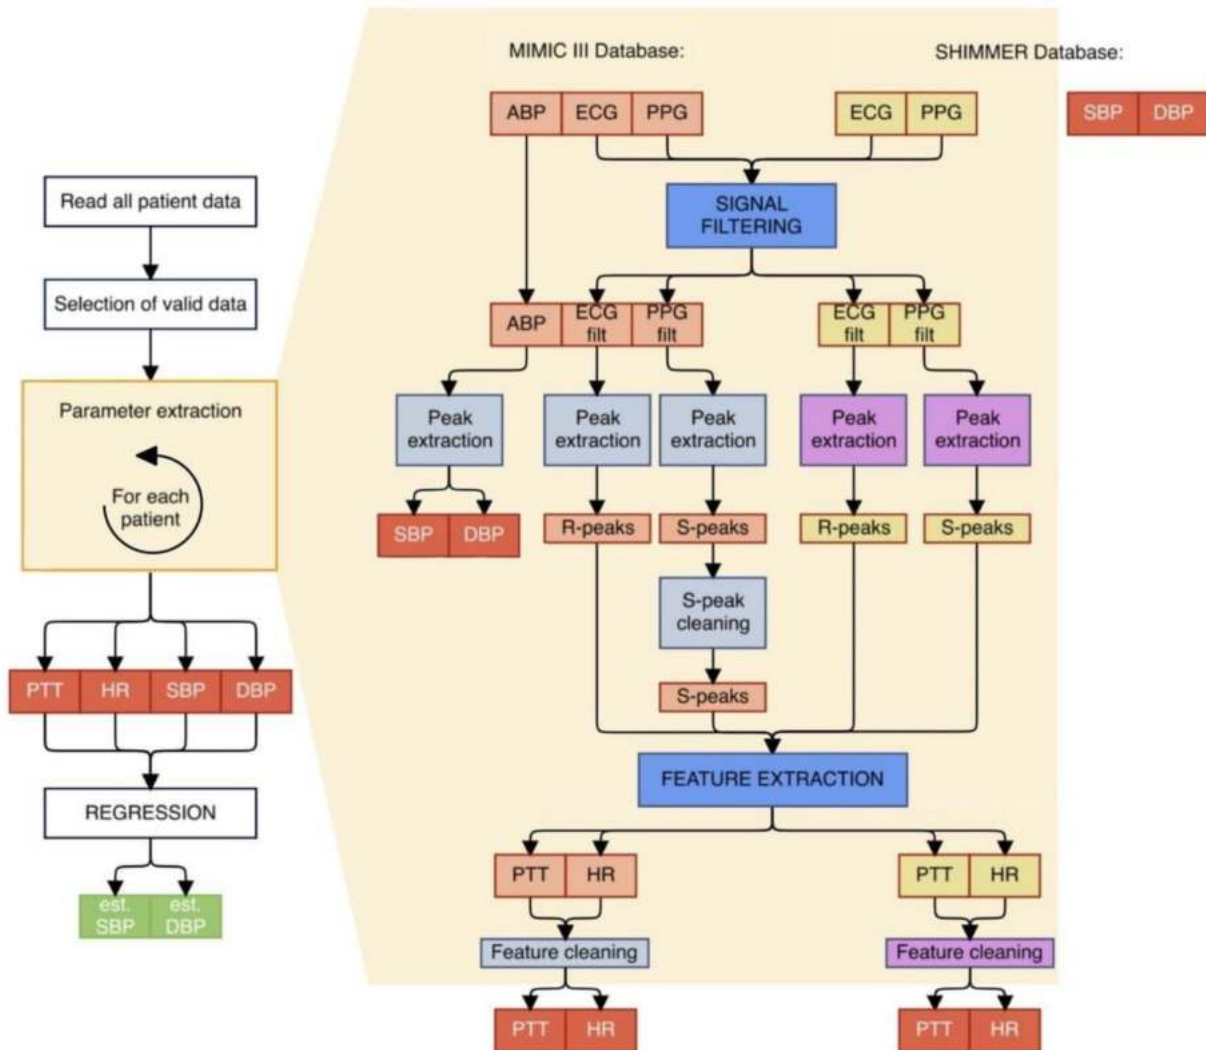 MIMIC III Database:
SHIMMER Database:
ABP ECG PPG
ECG PPG
SBP DBP
Read all patient data
SIGNAL
FILTERING
Selection of valid data
ABP
ECG
filt
PPG
filt
ECG
filt
PPG
filt
Parameter extraction
For each
patient
Peak
extraction
Peak
extraction
Peak
extraction
Peak
extraction
Peak
extraction
SBP DBP
R-peaks
S-peaks
R-peaks
S-peaks
S-peak
cleaning
S-peaks
PTT HR SBP DBP
FEATURE EXTRACTION
REGRESSION
PTT HR
PTT HR
est.
SBP
est.
DBP
Feature cleaning
Feature cleaning
PTT HR
PTT HR